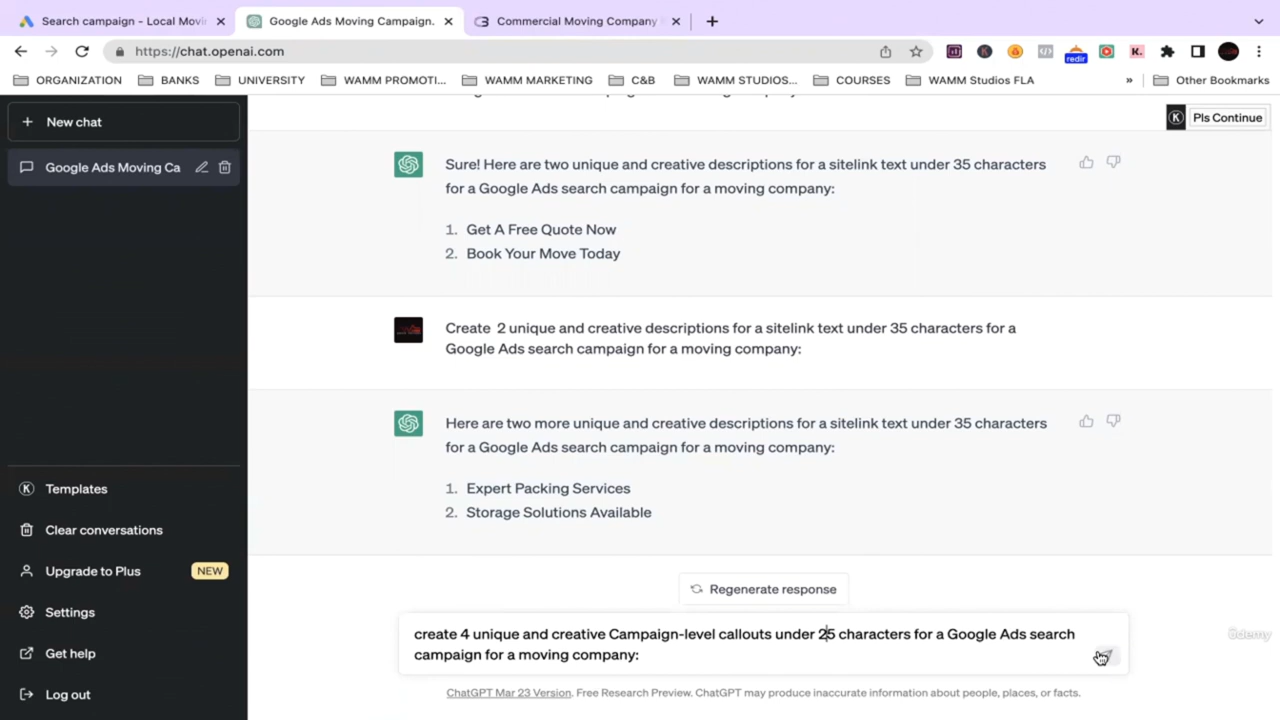 Search campaign - Local Movi
Google Ads Moving Campaign.
Commercial Moving Company
https://chat.openai.com
redir
ORGANIZATION
BANKS
UNIVERSITY
WAMM PROMOTI...
WAMM MARKETING
C&B
WAMM STUDIOS...
COURSES
WAMM Studios FLA
»
Other Bookmarks
New chat
Google Ads Moving Ca
Pls Continue
Sure! Here are two unique and creative descriptions for a sitelink text under 35 characters
for a Google Ads search campaign for a moving company:
1. Get A Free Quote Now
2. Book Your Move Today
Create 2 unique and creative descriptions for a sitelink text under 35 characters for a
Google Ads search campaign for a moving company:
Here are two more unique and creative descriptions for a sitelink text under 35 characters
for a Google Ads search campaign for a moving company:
1. Expert Packing Services
2. Storage Solutions Available
Templates
Clear conversations
Upgrade to Plus
NEW
Settings
Get help
Log out
Regenerate response
create 4 unique and creative Campaign-level callouts under 25 characters for a Google Ads search
campaign for a moving company:
ChatGPT Mar 23 Version. Free Research Preview. ChatGPT may produce inaccurate information about people, places, or facts.
ûdemy